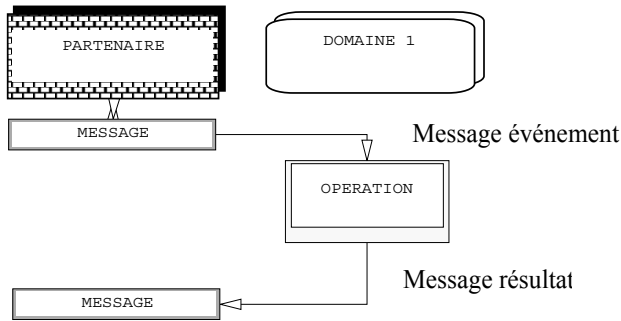 PARTENAIRE
DOMAINE 1
MESSAGE
Message événement
OPERATION
Message résultat
MESSAGE